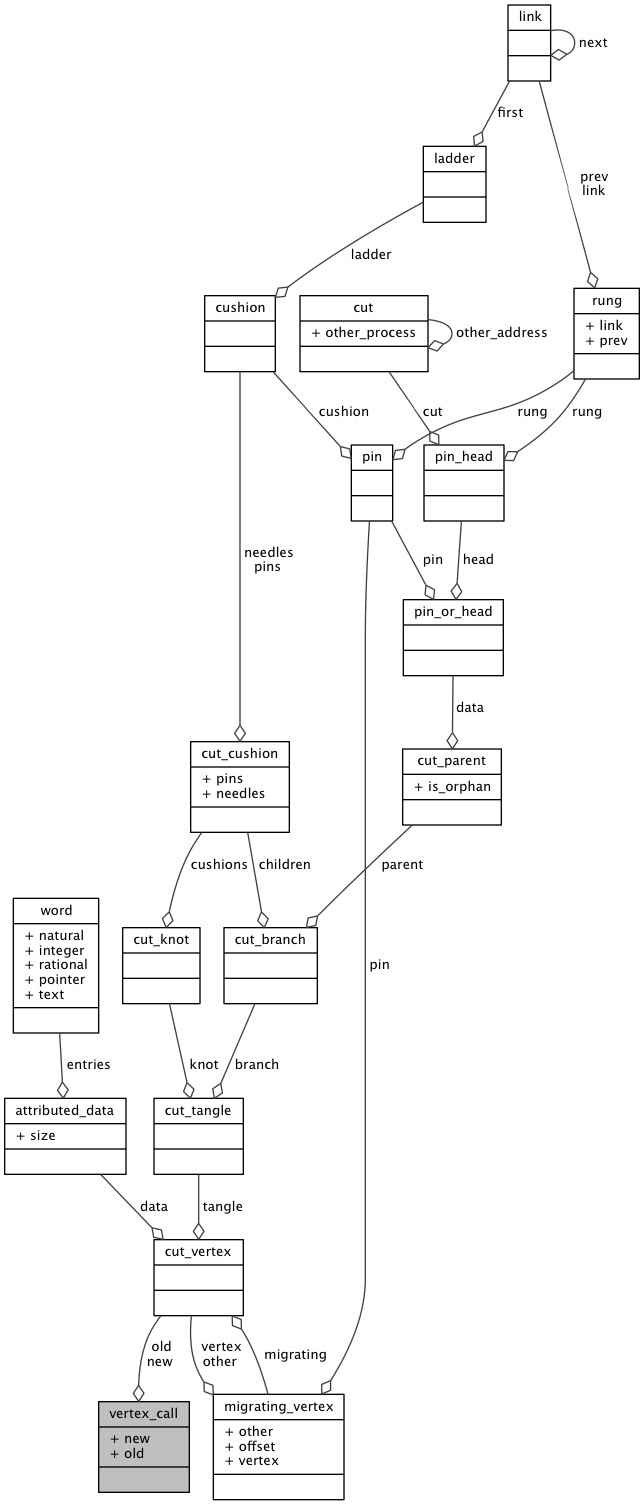 link
next
first
ladder
prev
link
ladder
rung
+ link
+ prev
cushion
cut
+ other_process
other_address
cushion
cut
rung
rung
pin
pin_head
needles
pins
pin
head
pin_or_head
data
cut_cushion
+ pins
+ needles
cut_parent
+ is_orphan
cushions
children
parent
word
+ natural
+ integer
+ rational
+ pointer
+ text
cut_knot
cut_branch
pin
entries
knot
branch
attributed_data
+ size
cut_tangle
data
tangle
cut_vertex
old
new
vertex
other
migrating
vertex_call
+ new
+ old
migrating_vertex
+ other
+ offset
+ vertex